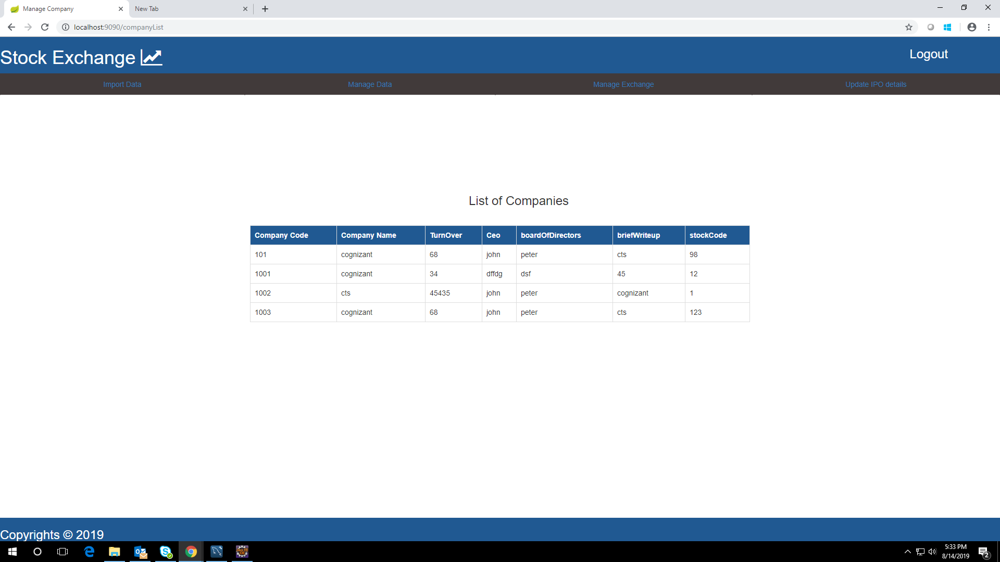 Manage Company
New Tab
localhost:9090/companyList
Stock Exchange
Logout
Import Data
Manage Data
Manage Exchange
Update IPO details
List of Companies
Company Code Company Name TurnOver Ceo boardOfDirectors briefWriteup stockCode
101 cognizant 68 john peter cts 98
1001 cognizant 34 dffdg dsf 45 12
1002 cts 45435 john peter cognizant 1
1003 cognizant 68 john peter cts 123
Copyrights © 2019
5:33 PM
8/14/2019
2